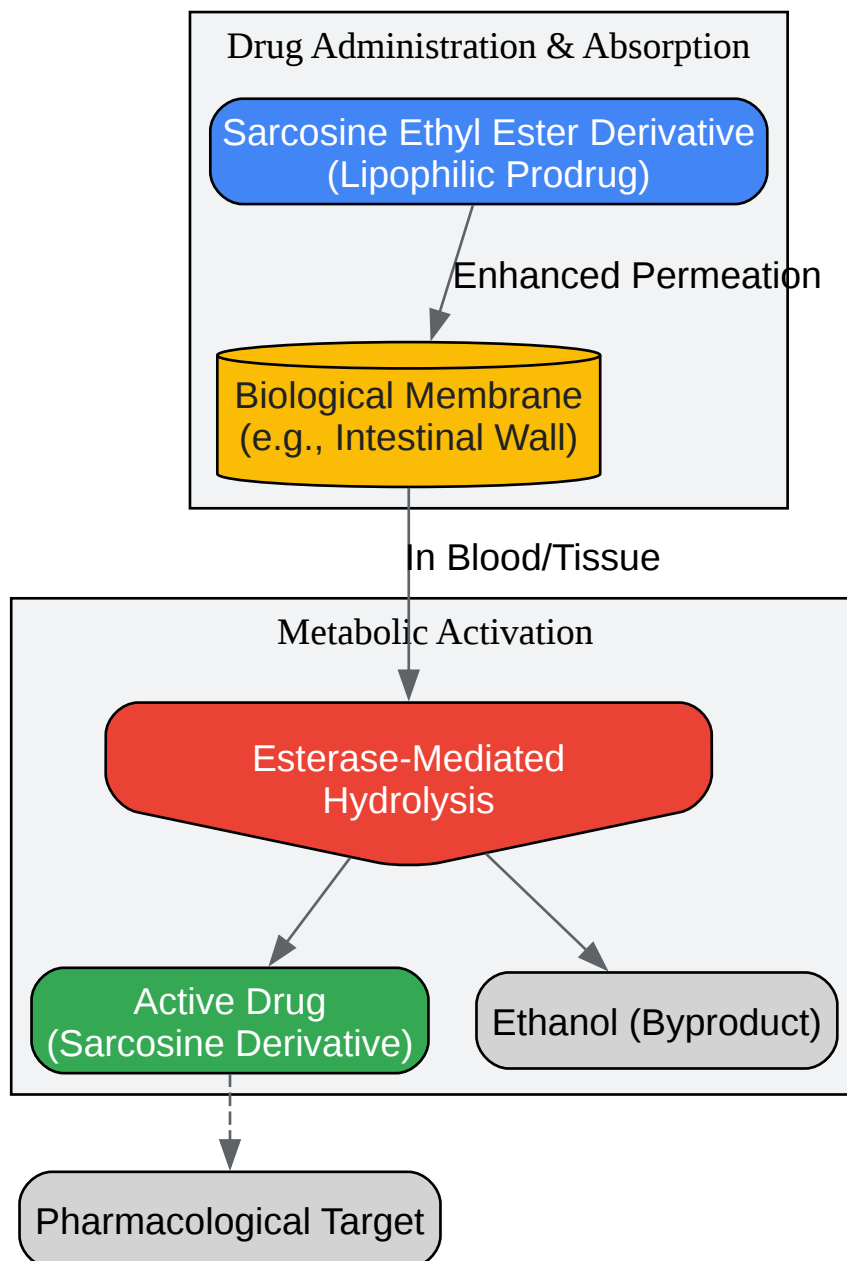 Drug Administration & Absorption
Sarcosine Ethyl Ester Derivative
(Lipophilic Prodrug)
Enhanced Permeation
Biological Membrane
(e.g., Intestinal Wall)
In Blood/Tissue
Metabolic Activation
Esterase-Mediated
Hydrolysis
Active Drug
(Sarcosine Derivative)
Ethanol (Byproduct)
Pharmacological Target